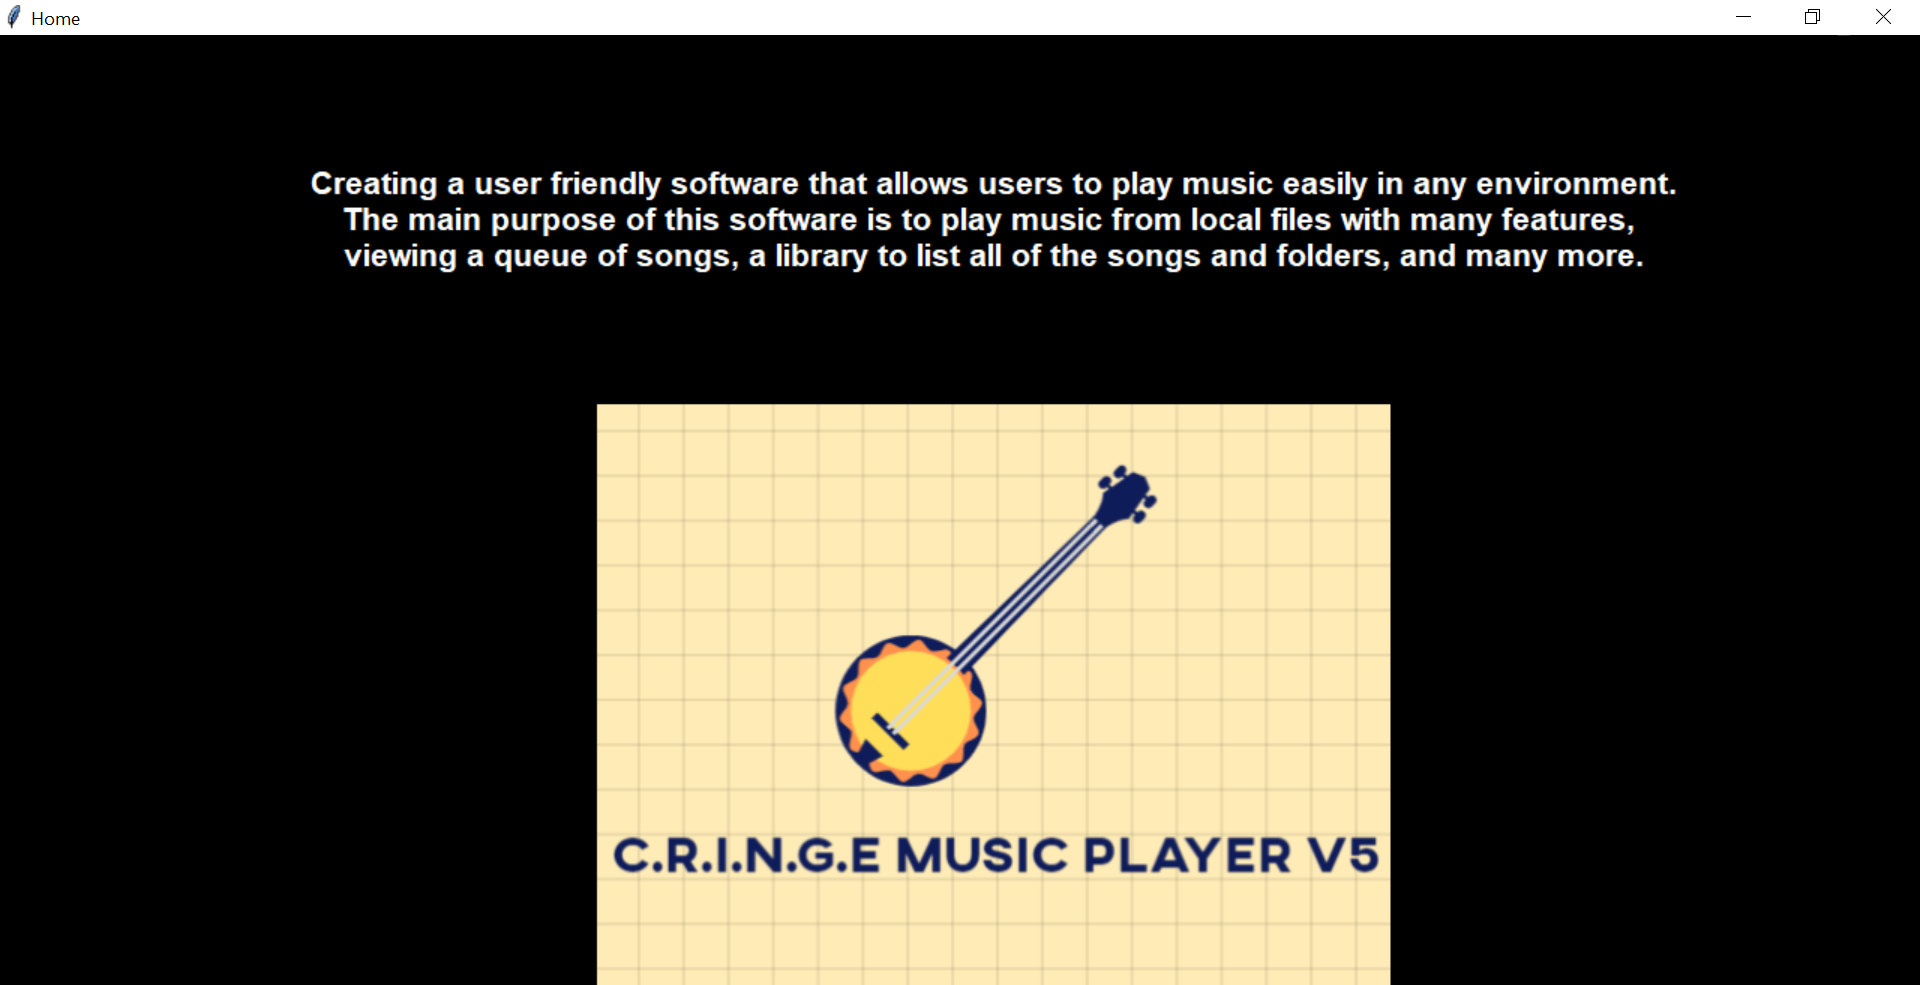 Home
Creating a user friendly software that allows users to play music easily in any environment.
The main purpose of this software is to play music from local files with many features,
viewing a queue of songs, a library to list all of the songs and folders, and many more.
C.R.I.N.G.E MUSIC PLAYER V5